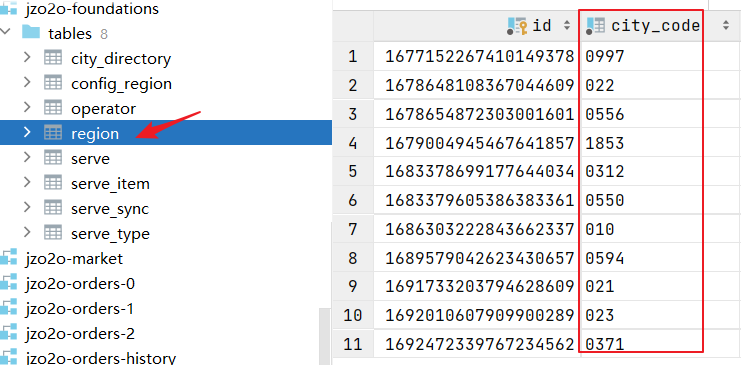 jzo2o-foundations
tables 8
city_directory
config_region
operator
region
serve
serve_item
serve_sync
serve_type
jzo2o-market
jzo2o-orders-0
jzo2o-orders-1
jzo2o-orders-2
jzo2o-orders-history
id city_code
1 1677152267410149378 0997
2 1678648108367044609 022
3 1678654872303001601 0556
4 1679004945467641857 1853
5 1683378699177644034 0312
6 1683379605386383361 0550
7 1686303222843662337 010
8 1689579042623430657 0594
9 1691733203794628609 021
10 1692010607909900289 023
11 1692472339767234562 0371